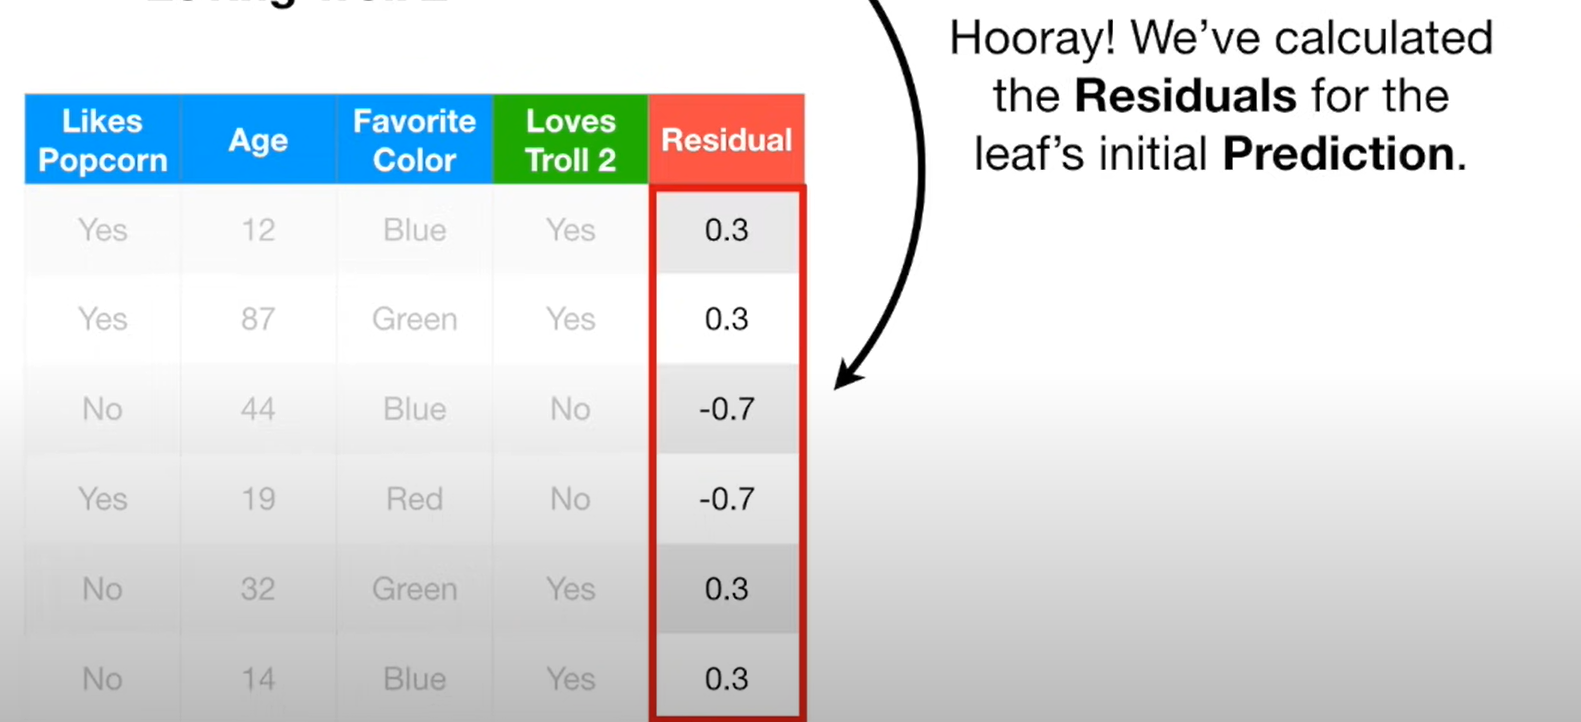 Hooray! We've calculated
the Residuals for the
leaf's initial Prediction.
Likes Popcorn Age Favorite Color Loves Troll 2 Residual
Yes 12 Blue Yes 0.3
Yes 87 Green Yes 0.3
No 44 Blue No -0.7
Yes 19 Red No -0.7
No 32 Green Yes 0.3
No 14 Blue Yes 0.3